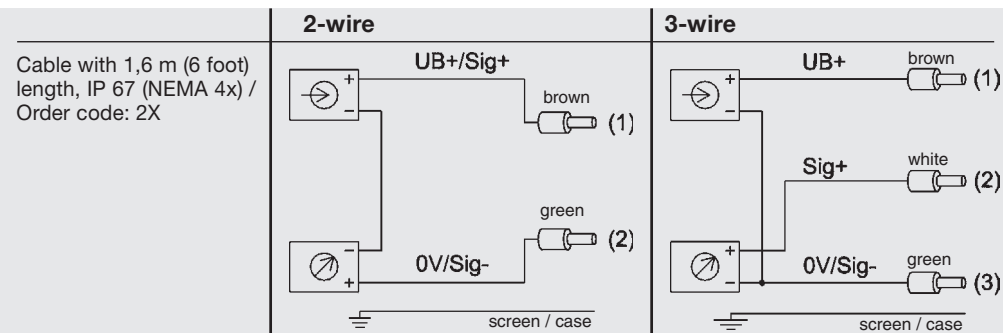 2-wire
3-wire
Cable with 1,6 m (6 foot)
length, IP 67 (NEMA 4x) /
Order code: 2X
UB+/Sig+
+
−
brown
(1)
green
(2)
−
+
0V/Sig-
screen / case
UB+
+
−
brown
(1)
Sig+
white
(2)
+
−
0V/Sig-
green
(3)
screen / case